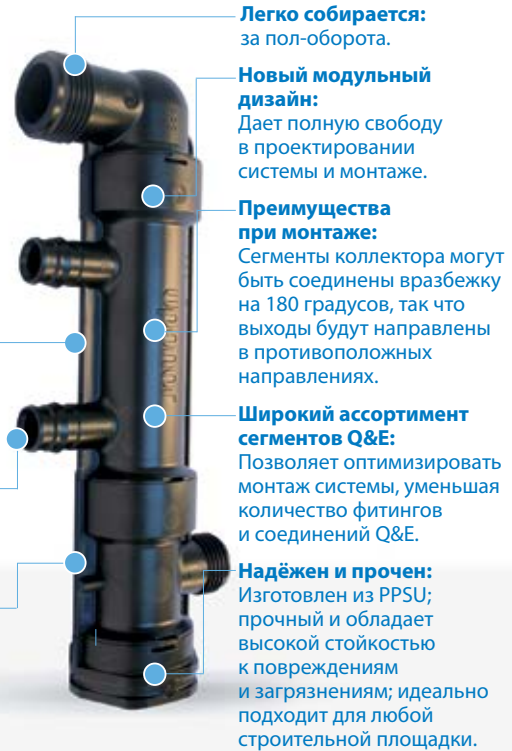 Легко собирается:
за пол-оборота.
Новый модульный
дизайн:
Дает полную свободу
в проектировании
системы и монтаже.
Преимущества
при монтаже:
Сегменты коллектора могут
быть соединены вразбежку
на 180 градусов, так что
выходы будут направлены
в противоположных
направлениях.
Широкий ассортимент
сегментов Q&E:
Позволяет оптимизировать
монтаж системы, уменьшая
количество фитингов
и соединений Q&E.
Надёжен и прочен:
Изготовлен из PPSU;
прочный и обладает
высокой стойкостью
к повреждениям
и загрязнениям; идеально
подходит для любой
строительной площадки.
uponor